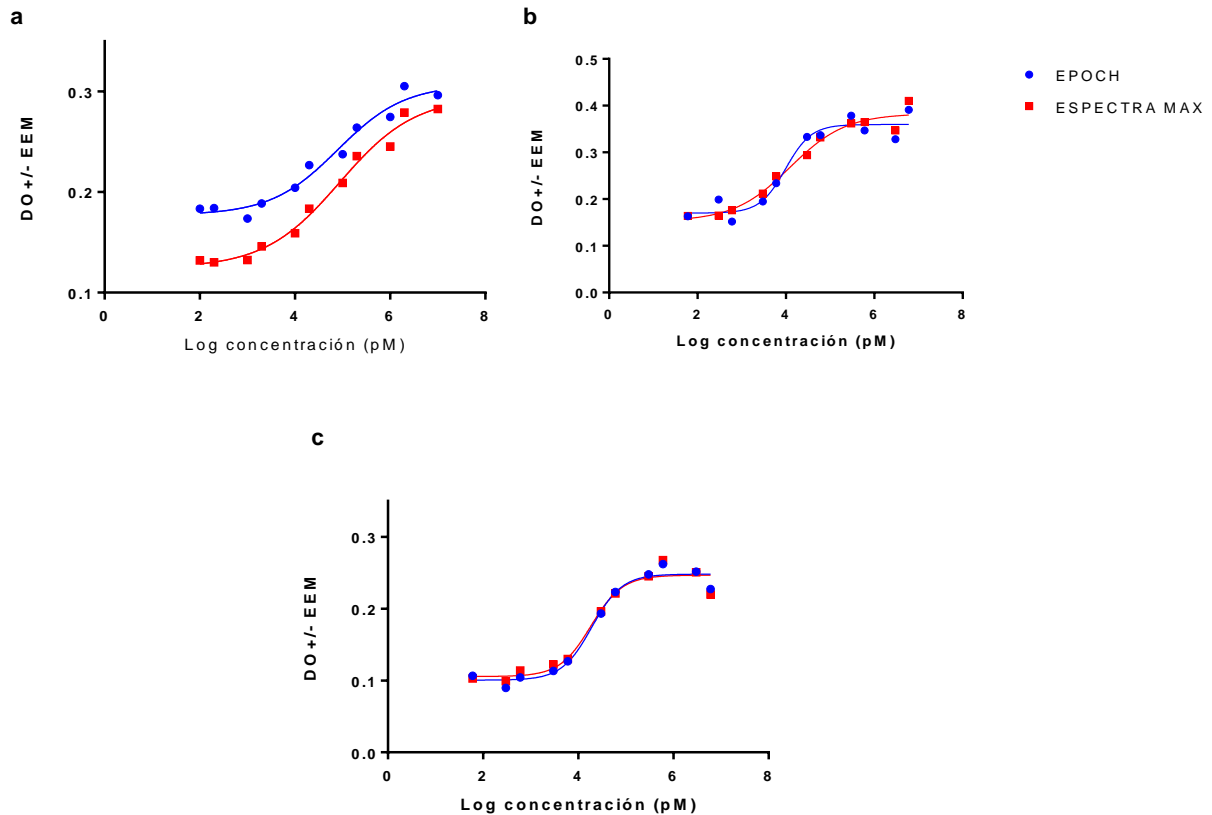 a
DO+/- EEM
0.3
0.2
0.1
0
2
4
6
8
Log concentración (pM)
b
DO+/- EEM
0.5
0.4
0.3
0.2
0.1
0.0
0
2
4
6
8
Log concentración (pM)
EPOCH
ESPECTRA MAX
c
DO+/- EEM
0.3
0.2
0.1
0.0
0
2
4
6
8
Log concentración (pM)